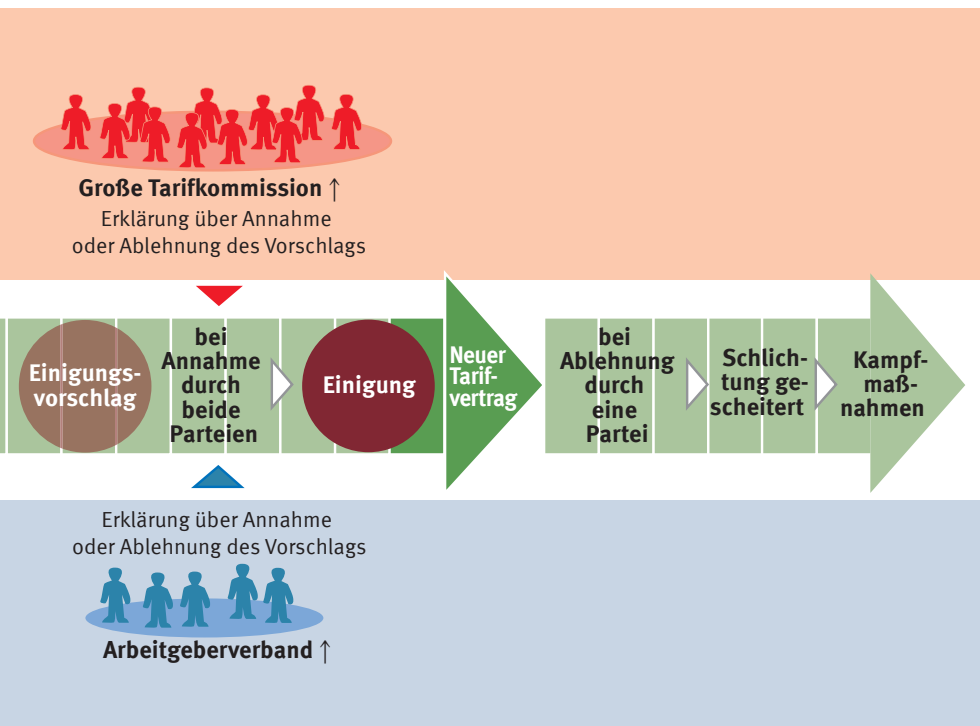 Große Tarifkommission ↑
Erklärung über Annahme
oder Ablehnung des Vorschlags
Einigungs-
vorschlag
bei
Annahme
durch
beide
Parteien
Einigung
Neuer
Tarif-
vertrag
bei
Ablehnung
durch
eine
Partei
Schlich-
tung ge-
scheitert
Kampf-
maß-
nahmen
Erklärung über Annahme
oder Ablehnung des Vorschlags
Arbeitgeberverband ↑